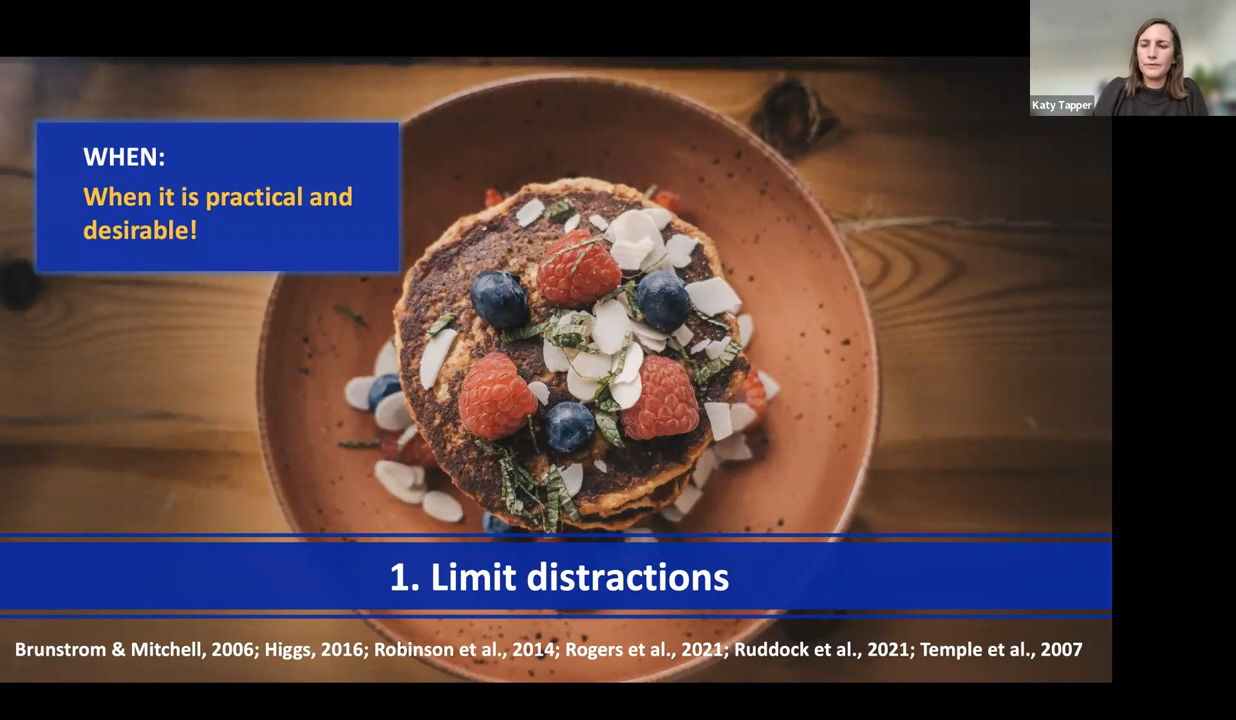 Katy Tapper
WHEN:
When it is practical and
desirable!
1. Limit distractions
Brunstrom & Mitchell, 2006; Higgs, 2016; Robinson et al., 2014; Rogers et al., 2021; Ruddock et al., 2021; Temple et al., 2007